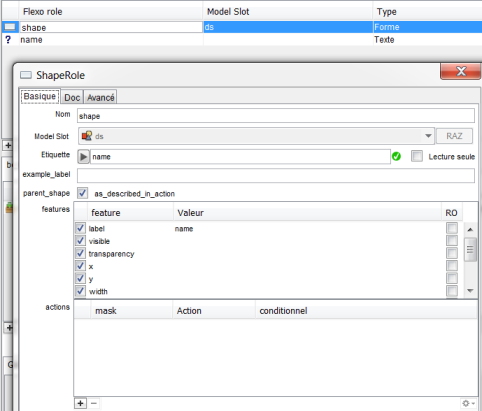 Flexo role Model Slot Type
shape ds Forme
? name Texte
ShapeRole
Basique Doc Avancé
Nom shape
Model Slot ds RAZ
Etiquette name Lecture seule
example_label
parent_shape as_described_in_action
features feature Valeur RO
label name
visible
transparency
x
y
width
actions mask Action conditionnel